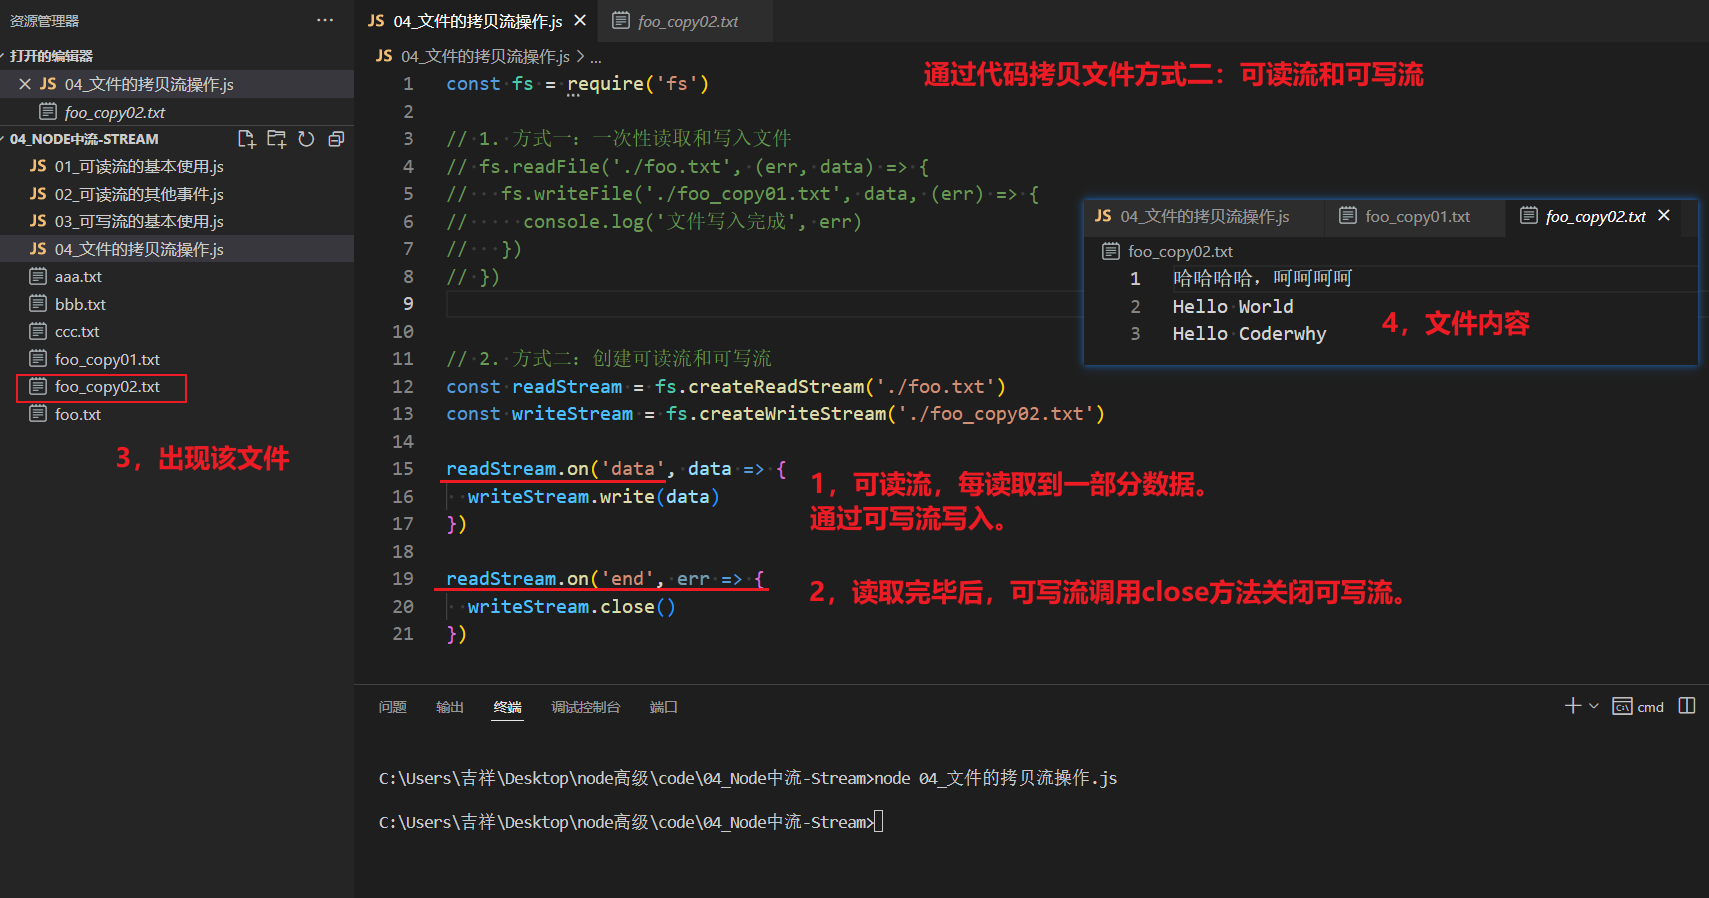 资源管理器 ···
打开的编辑器
JS 04_文件的拷贝流操作.js
foo_copy02.txt
04_NODE中流-STREAM
JS 01_可读流的基本使用.js
JS 02_可读流的其他事件.js
JS 03_可写流的基本使用.js
JS 04_文件的拷贝流操作.js
aaa.txt
bbb.txt
ccc.txt
foo_copy01.txt
foo_copy02.txt
foo.txt
3，出现该文件
JS 04_文件的拷贝流操作.js
foo_copy02.txt
JS 04_文件的拷贝流操作.js > ...
通过代码拷贝文件方式二：可读流和可写流
1 const fs = require('fs')
2
3 // 1. 方式一：一次性读取和写入文件
4 // fs.readFile('./foo.txt', (err, data) => {
5 //   fs.writeFile('./foo_copy01.txt', data, (err) => {
6 //     console.log('文件写入完成', err)
7 //   })
8 // })
9
10
11 // 2. 方式二：创建可读流和可写流
12 const readStream = fs.createReadStream('./foo.txt')
13 const writeStream = fs.createWriteStream('./foo_copy02.txt')
14
15 readStream.on('data', data => {
16   writeStream.write(data)
17 })
18
19 readStream.on('end', err => {
20   writeStream.close()
21 })
1，可读流，每读取到一部分数据。
通过可写流写入。
2，读取完毕后，可写流调用close方法关闭可写流。
JS 04_文件的拷贝流操作.js
foo_copy01.txt
foo_copy02.txt
foo_copy02.txt
1 哈哈哈哈，呵呵呵呵
2 Hello World
3 Hello Coderwhy
4，文件内容
问题 输出 终端 调试控制台 端口
cmd
C:\Users\吉祥\Desktop\node高级\code\04_Node中流-Stream>node 04_文件的拷贝流操作.js
C:\Users\吉祥\Desktop\node高级\code\04_Node中流-Stream>